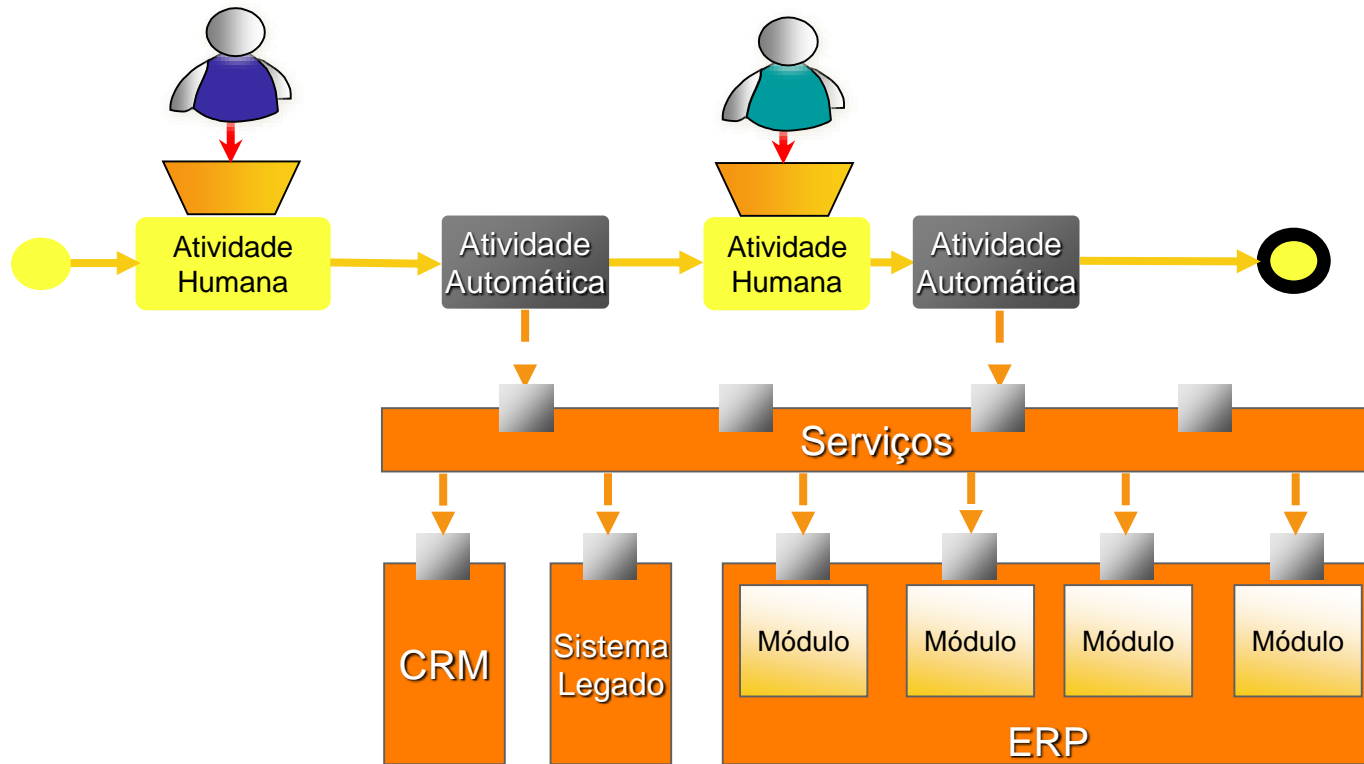 Atividade
Humana
Atividade
Automática
Atividade
Humana
Atividade
Automática
Serviços
CRM
Sistema
Legado
Módulo
Módulo
Módulo
Módulo
ERP